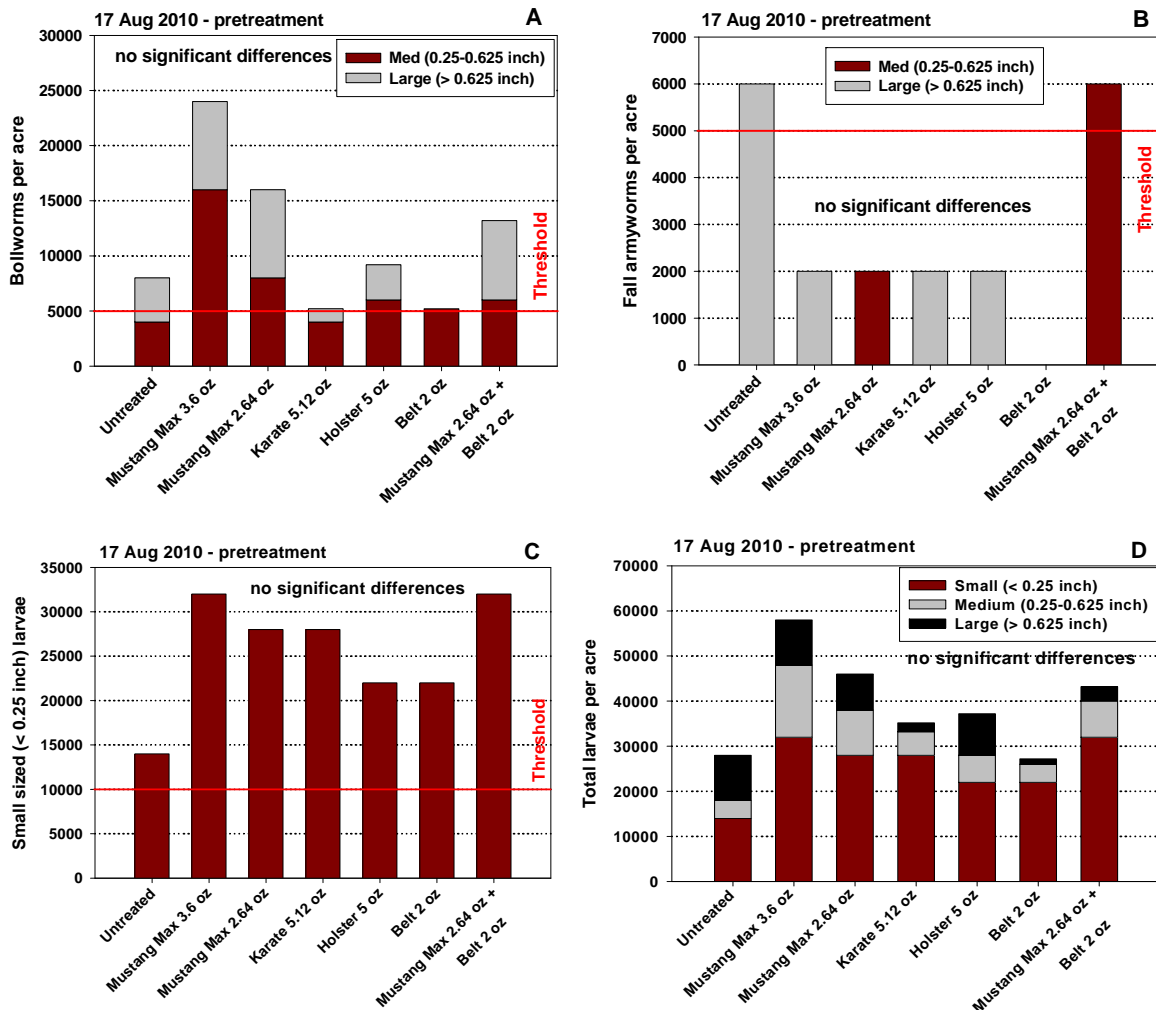 17 Aug 2010 - pretreatment
A
no significant differences
Med (0.25-0.625 inch)
Large (> 0.625 inch)
Bollworms per acre
30000
25000
20000
15000
10000
5000
0
Threshold
Untreated
Mustang Max 3.6 oz
Mustang Max 2.64 oz
Karate 5.12 oz
Holster 5 oz
Belt 2 oz
Mustang Max 2.64 oz +
Belt 2 oz
17 Aug 2010 - pretreatment
B
Med (0.25-0.625 inch)
Large (> 0.625 inch)
no significant differences
Fall armyworms per acre
7000
6000
5000
4000
3000
2000
1000
0
Threshold
Untreated
Mustang Max 3.6 oz
Mustang Max 2.64 oz
Karate 5.12 oz
Holster 5 oz
Belt 2 oz
Mustang Max 2.64 oz +
Belt 2 oz
17 Aug 2010 - pretreatment
C
no significant differences
Small sized (< 0.25 inch) larvae
35000
30000
25000
20000
15000
10000
5000
0
Threshold
Untreated
Mustang Max 3.6 oz
Mustang Max 2.64 oz
Karate 5.12 oz
Holster 5 oz
Belt 2 oz
Mustang Max 2.64 oz +
Belt 2 oz
17 Aug 2010 - pretreatment
D
Small (< 0.25 inch)
Medium (0.25-0.625 inch)
Large (> 0.625 inch)
no significant differences
Total larvae per acre
70000
60000
50000
40000
30000
20000
10000
0
Untreated
Mustang Max 3.6 oz
Mustang Max 2.64 oz
Karate 5.12 oz
Holster 5 oz
Belt 2 oz
Mustang Max 2.64 oz +
Belt 2 oz